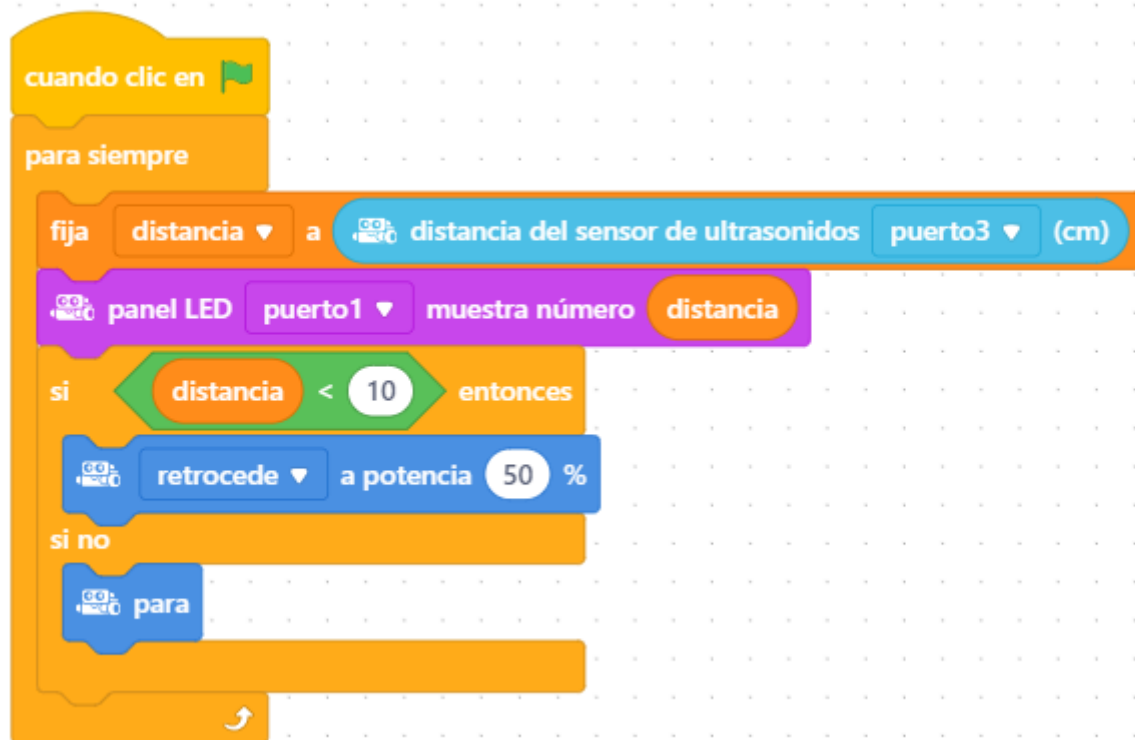 cuando clic en
para siempre
fija distancia a distancia del sensor de ultrasonidos puerto3 (cm)
panel LED puerto1 muestra número distancia
si distancia < 10 entonces
retrocede a potencia 50 %
si no
para